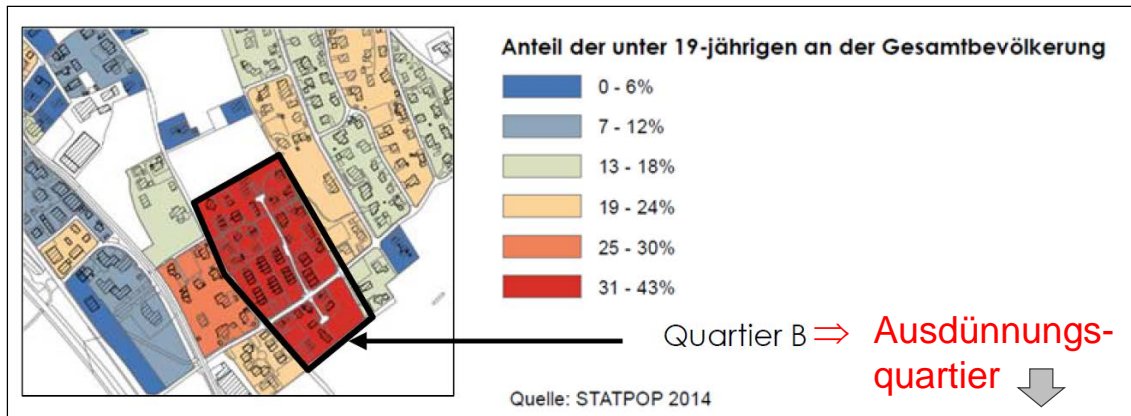 Anteil der unter 19-jährigen an der Gesamtbevölkerung
0 - 6%
7 - 12%
13 - 18%
19 - 24%
25 - 30%
31 - 43%
Quartier B ⇒ Ausdünnungs-
quartier
Quelle: STATPOP 2014